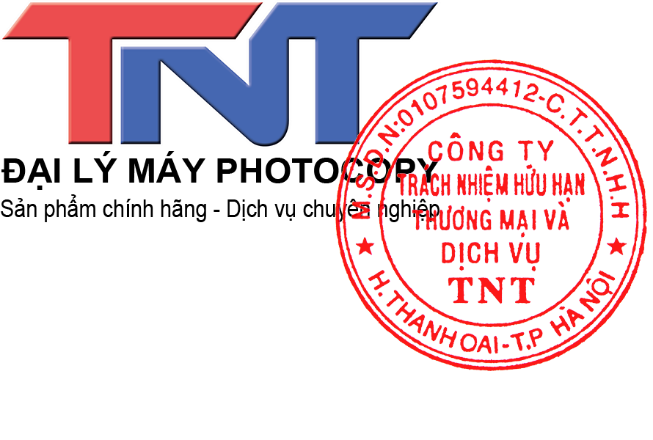 TNT
ĐẠI LÝ MÁY PHOTOCOPY
Sản phẩm chính hãng - Dịch vụ chuyên nghiệp
M.S.D.N:0107594412-C.T.T.N.H.H
CÔNG TY
TRÁCH NHIỆM HỮU HẠN
THƯƠNG MẠI VÀ
DỊCH VỤ
TNT
H.THANH OAI-T.P HÀ NỘI